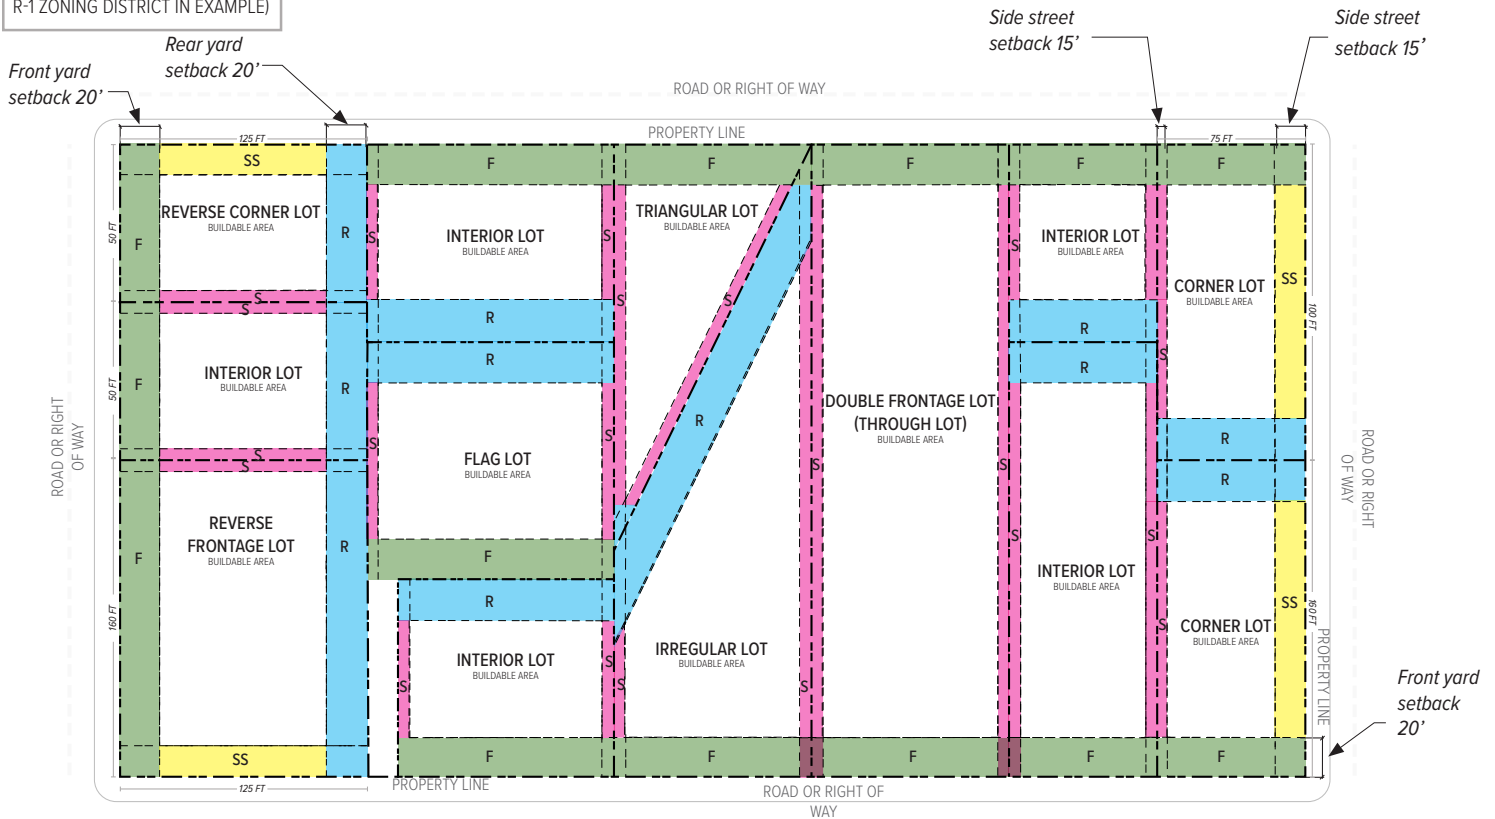 R-1 ZONING DISTRICT IN EXAMPLE)
Rear yard
setback 20’
Front yard
setback 20’
Side street
setback 15’
Side street
setback 15’
ROAD OR RIGHT OF WAY
PROPERTY LINE
125 FT
75 FT
SS
F
F
F
F
F
REVERSE CORNER LOT
BUILDABLE AREA
F
R
50 FT
S
INTERIOR LOT
BUILDABLE AREA
S
TRIANGULAR LOT
BUILDABLE AREA
S
INTERIOR LOT
BUILDABLE AREA
CORNER LOT
BUILDABLE AREA
SS
100 FT
S
S
S
S
R
R
R
R
S
INTERIOR LOT
BUILDABLE AREA
F
R
50 FT
DOUBLE FRONTAGE LOT
(THROUGH LOT)
BUILDABLE AREA
R
ROAD OR RIGHT
OF WAY
S
S
S
FLAG LOT
BUILDABLE AREA
S
S
S
R
R
ROAD OR RIGHT
OF WAY
REVERSE
FRONTAGE LOT
BUILDABLE AREA
F
R
160 FT
F
S
S
INTERIOR LOT
BUILDABLE AREA
R
SS
160 FT
CORNER LOT
BUILDABLE AREA
S
PROPERTY LINE
INTERIOR LOT
BUILDABLE AREA
S
S
S
S
IRREGULAR LOT
BUILDABLE AREA
Front yard
setback
20’
SS
F
F
F
F
F
125 FT
PROPERTY LINE
ROAD OR RIGHT OF
WAY